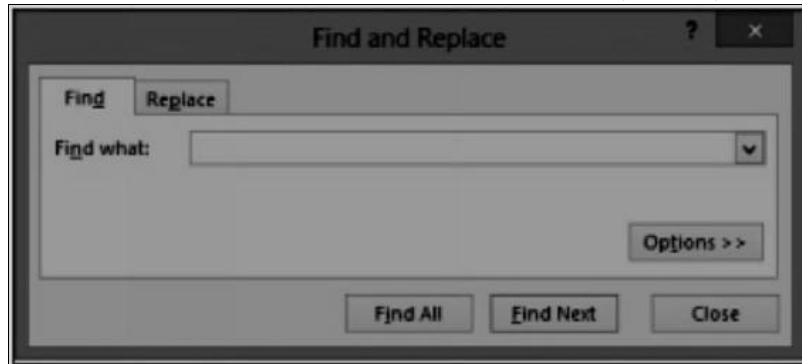 Find and Replace ? ×
Find Replace
Find what:
Options >>
Find All Find Next Close